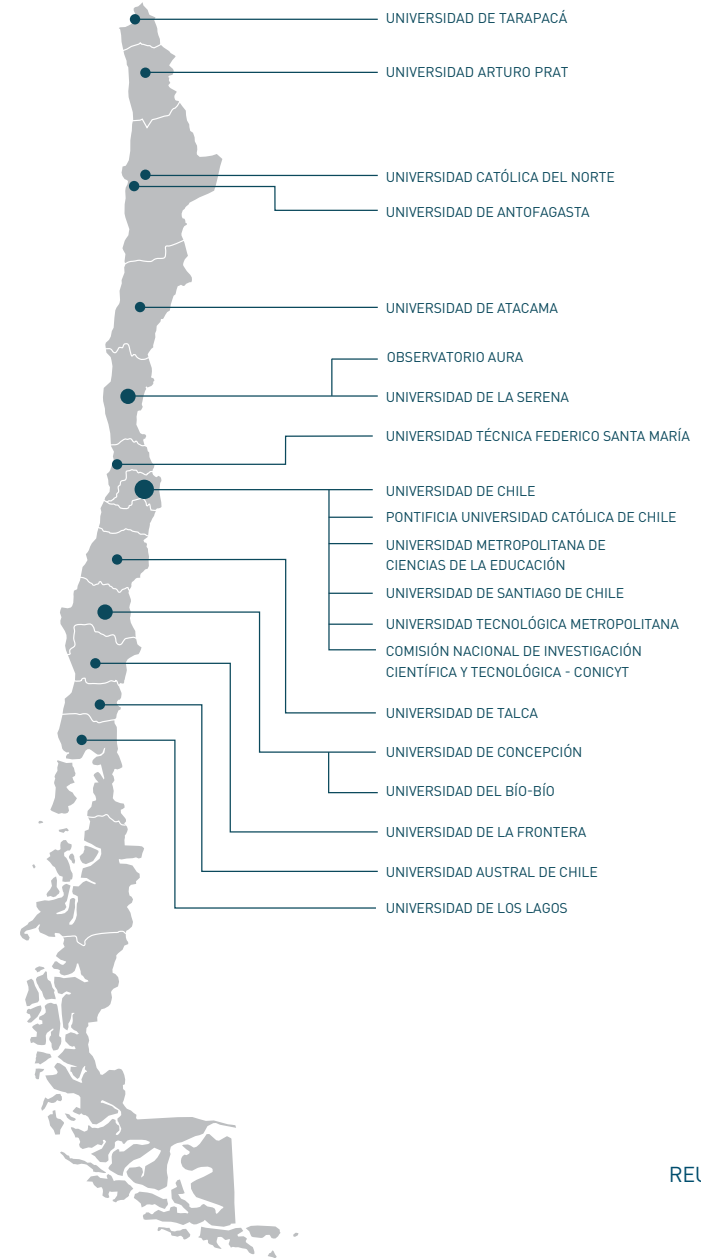 UNIVERSIDAD DE TARAPACÁ
UNIVERSIDAD ARTURO PRAT
UNIVERSIDAD CATÓLICA DEL NORTE
UNIVERSIDAD DE ANTOFAGASTA
UNIVERSIDAD DE ATACAMA
OBSERVATORIO AURA
UNIVERSIDAD DE LA SERENA
UNIVERSIDAD TÉCNICA FEDERICO SANTA MARÍA
UNIVERSIDAD DE CHILE
PONTIFICIA UNIVERSIDAD CATÓLICA DE CHILE
UNIVERSIDAD METROPOLITANA DE
CIENCIAS DE LA EDUCACIÓN
UNIVERSIDAD DE SANTIAGO DE CHILE
UNIVERSIDAD TECNOLÓGICA METROPOLITANA
COMISIÓN NACIONAL DE INVESTIGACIÓN
CIENTÍFICA Y TECNOLÓGICA - CONICYT
UNIVERSIDAD DE TALCA
UNIVERSIDAD DE CONCEPCIÓN
UNIVERSIDAD DEL BÍO-BÍO
UNIVERSIDAD DE LA FRONTERA
UNIVERSIDAD AUSTRAL DE CHILE
UNIVERSIDAD DE LOS LAGOS